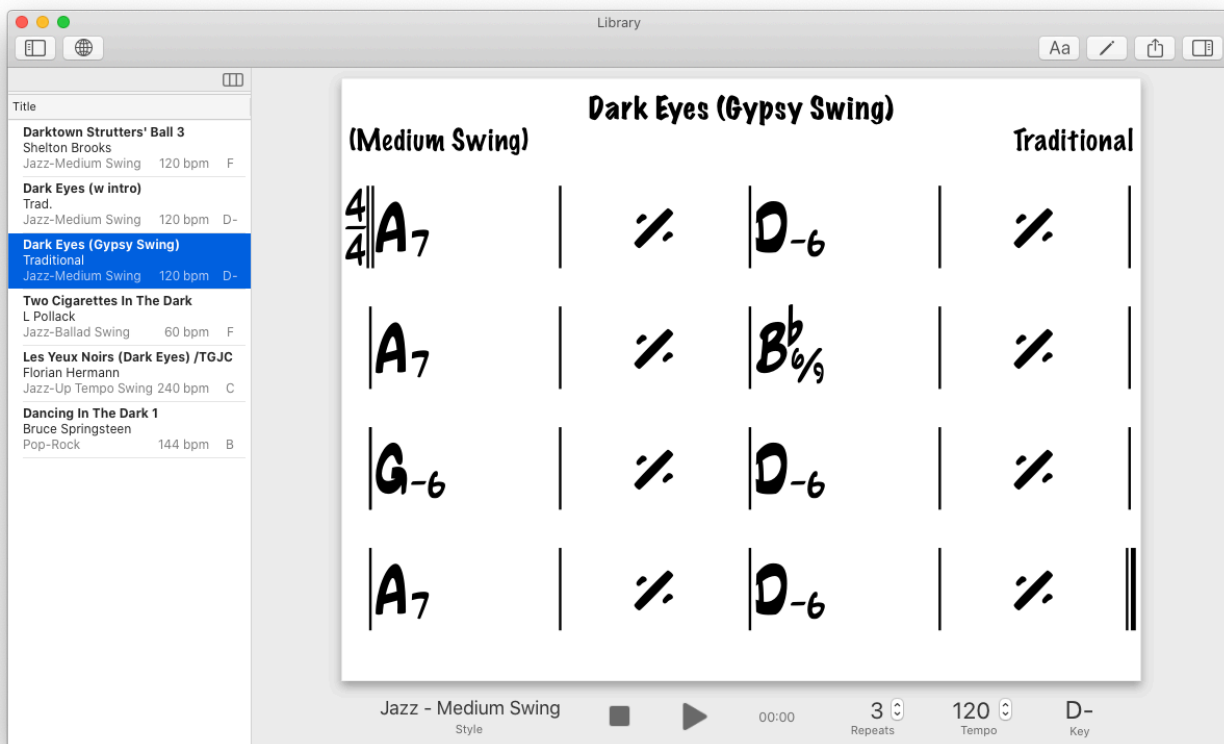 Library
Aa
Title
Darktown Strutters' Ball 3
Shelton Brooks
Jazz-Medium Swing 120 bpm F
Dark Eyes (w intro)
Trad.
Jazz-Medium Swing 120 bpm D-
Dark Eyes (Gypsy Swing)
Traditional
Jazz-Medium Swing 120 bpm D-
Two Cigarettes In The Dark
L Pollack
Jazz-Ballad Swing 60 bpm F
Les Yeux Noirs (Dark Eyes) /TGJC
Florian Hermann
Jazz-Up Tempo Swing 240 bpm C
Dancing In The Dark 1
Bruce Springsteen
Pop-Rock 144 bpm B
Dark Eyes (Gypsy Swing)
(Medium Swing) Traditional
4/4 A7 𝄎 D-6 𝄎
A7 𝄎 B♭6/9 𝄎
G-6 𝄎 D-6 𝄎
A7 𝄎 D-6 𝄎
Jazz - Medium Swing 00:00 3 120 D-
Style Repeats Tempo Key